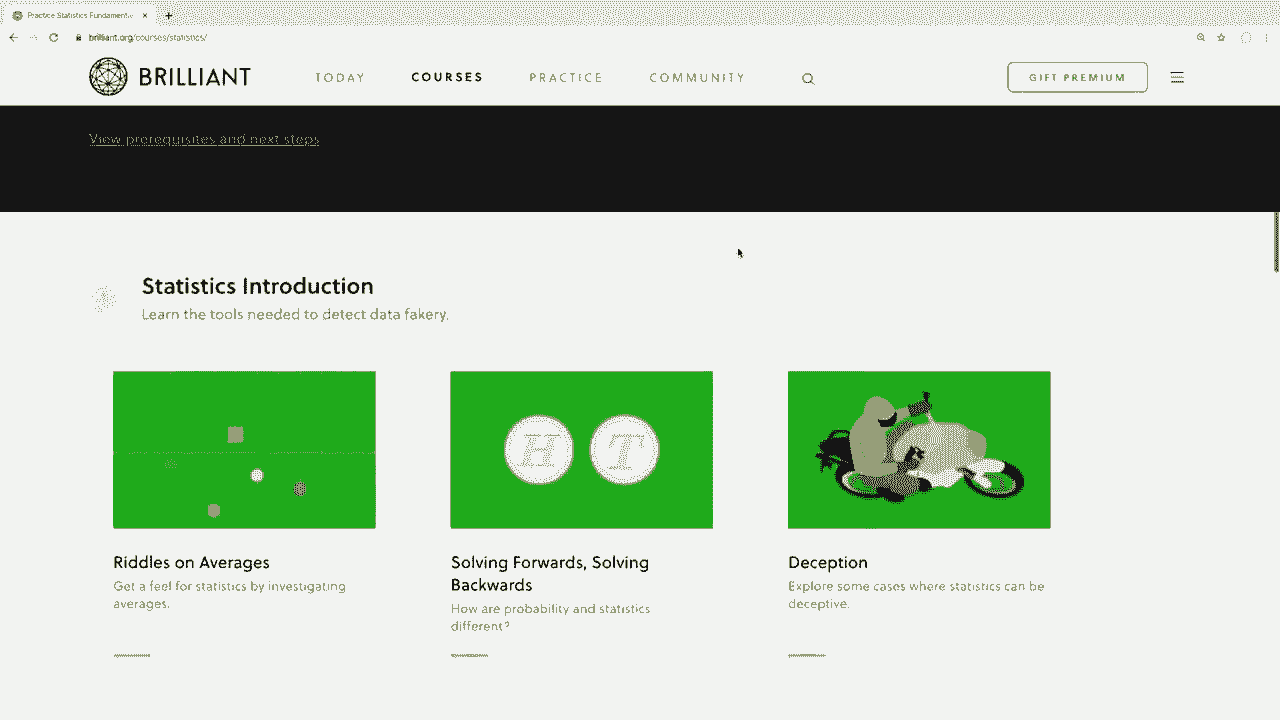 Practice Statistics Fundament...
brilliant.org/courses/statistics/
BRILLIANT
TODAY
COURSES
PRACTICE
COMMUNITY
GIFT PREMIUM
View prerequisites and next steps
Statistics Introduction
Learn the tools needed to detect data fakery.
H
T
Riddles on Averages
Get a feel for statistics by investigating
averages.
Solving Forwards, Solving
Backwards
How are probability and statistics
different?
Deception
Explore some cases where statistics can be
deceptive.